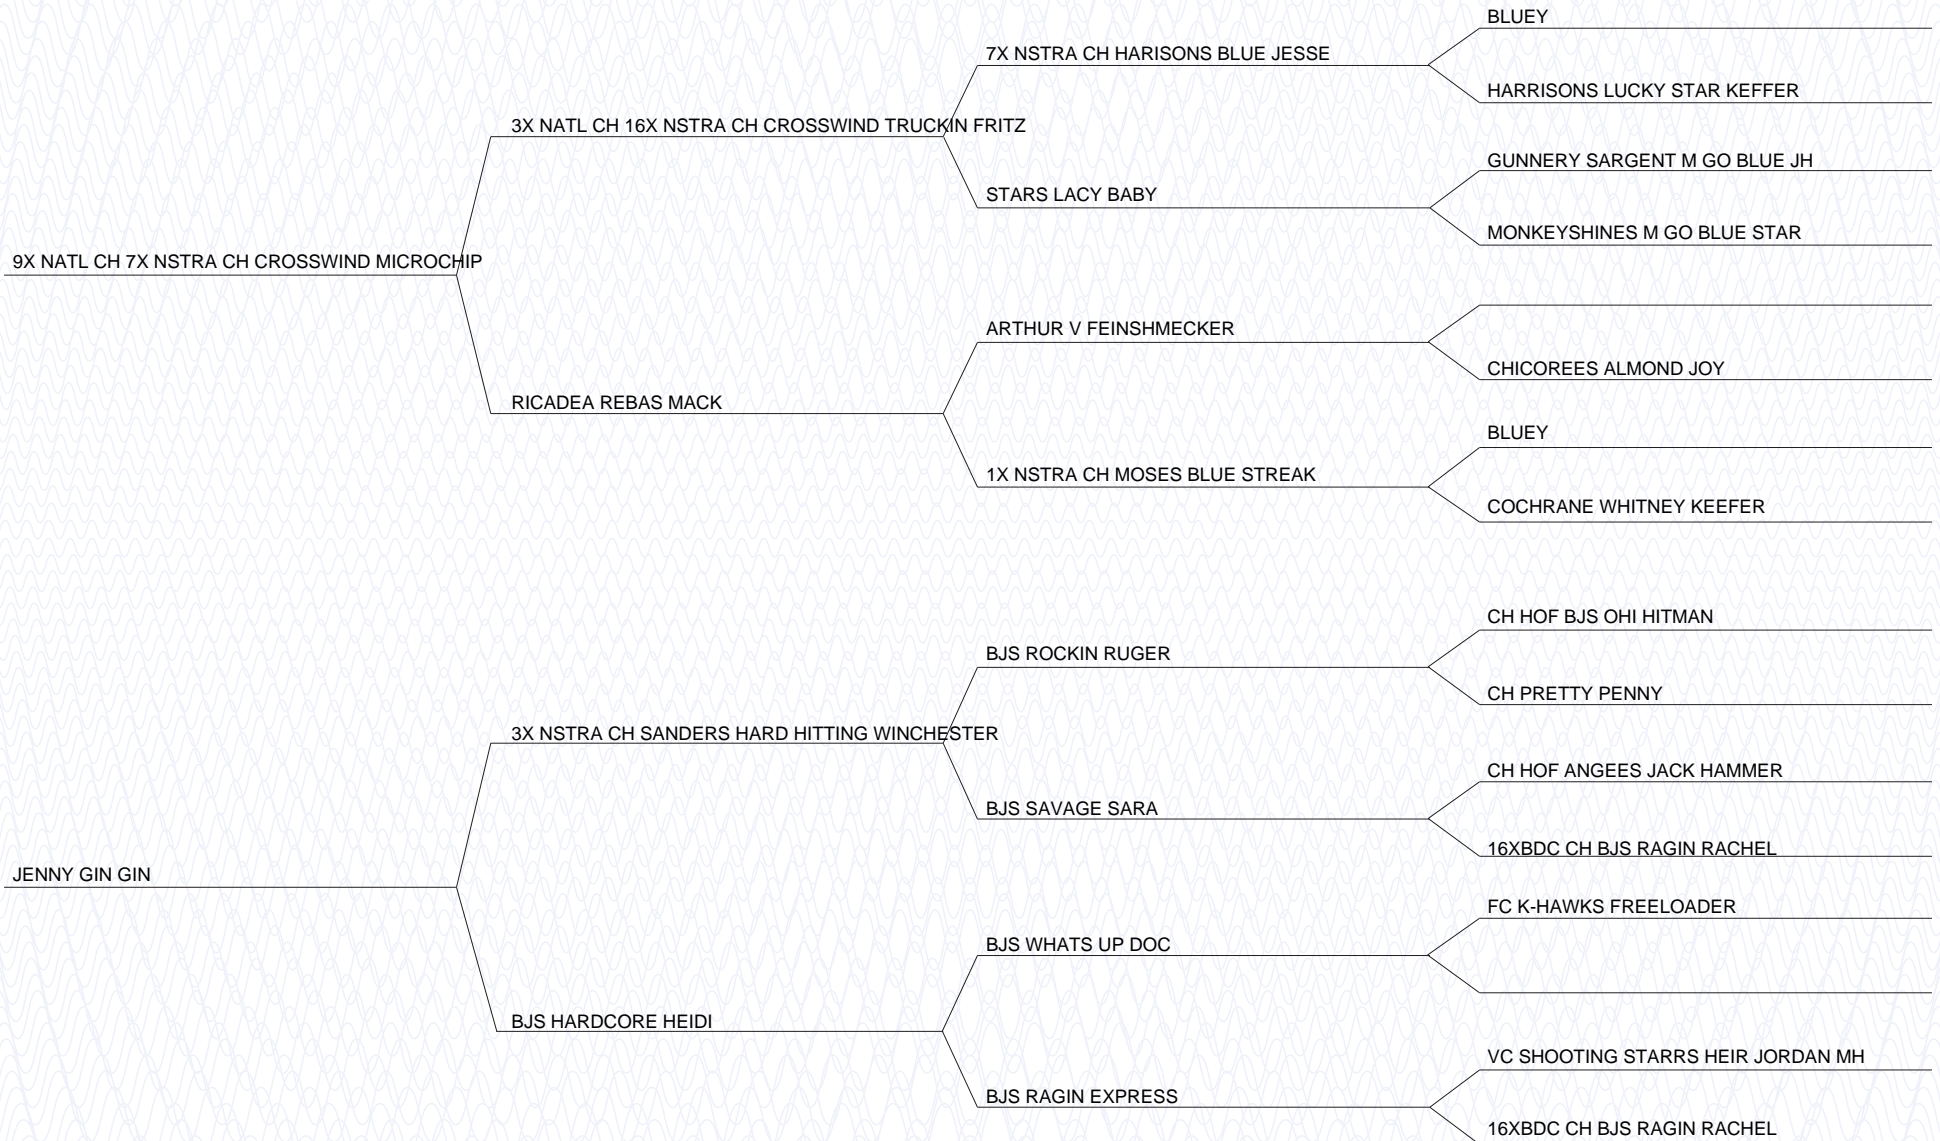 BLUEY
7X NSTRA CH HARISONS BLUE JESSE
HARRISONS LUCKY STAR KEFFER
3X NATL CH 16X NSTRA CH CROSSWIND TRUCKIN FRITZ
GUNNERY SARGENT M GO BLUE JH
STARS LACY BABY
MONKEYSHINES M GO BLUE STAR
9X NATL CH 7X NSTRA CH CROSSWIND MICROCHIP
ARTHUR V FEINSHMECKER
CHICOREES ALMOND JOY
RICADEA REBAS MACK
BLUEY
1X NSTRA CH MOSES BLUE STREAK
COCHRANE WHITNEY KEEFER
CH HOF BJS OHI HITMAN
BJS ROCKIN RUGER
CH PRETTY PENNY
3X NSTRA CH SANDERS HARD HITTING WINCHESTER
CH HOF ANGEES JACK HAMMER
BJS SAVAGE SARA
16XBDC CH BJS RAGIN RACHEL
JENNY GIN GIN
FC K-HAWKS FREELOADER
BJS WHATS UP DOC
BJS HARDCORE HEIDI
VC SHOOTING STARRS HEIR JORDAN MH
BJS RAGIN EXPRESS
16XBDC CH BJS RAGIN RACHEL